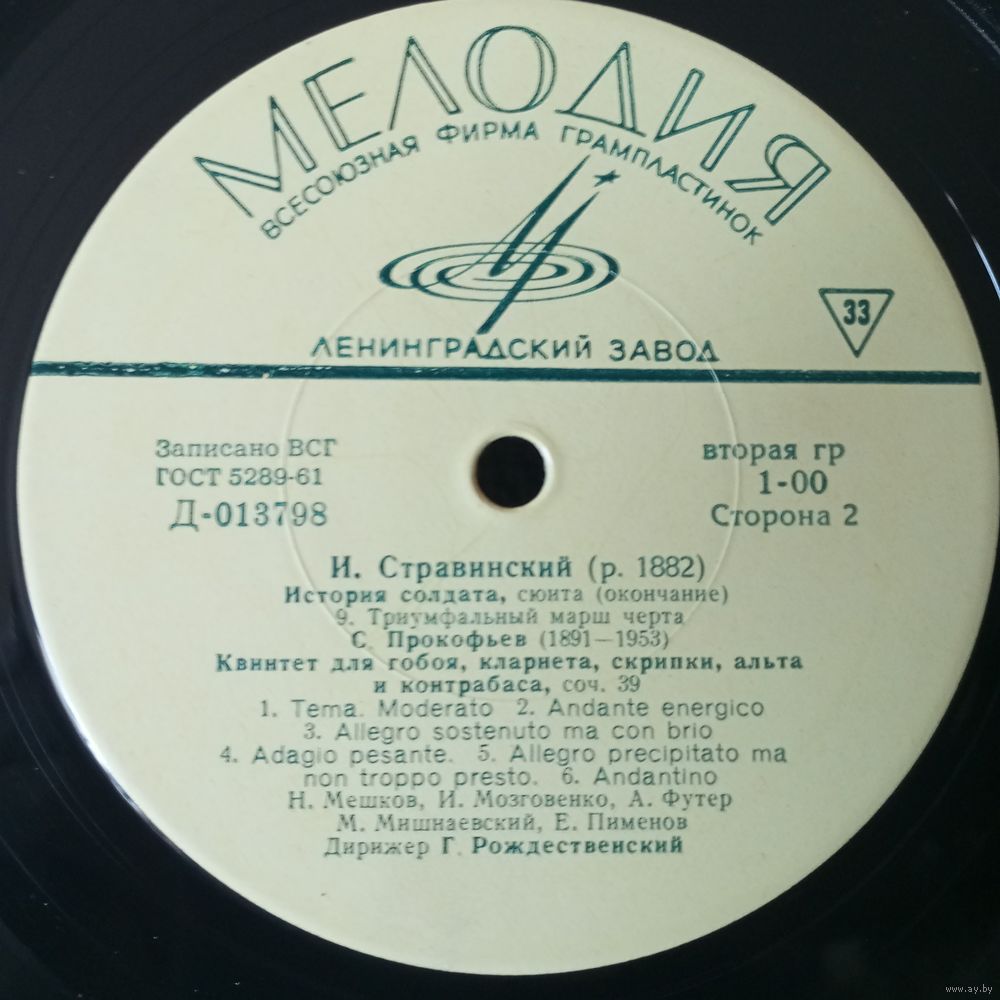 МЕЛОДИЯ
ВСЕСОЮЗНАЯ ФИРМА ГРАМПЛАСТИНОК
33
ЛЕНИНГРАДСКИЙ ЗАВОД
Записано ВСГ
ГОСТ 5289-61
Д-013798
вторая гр
1-00
Сторона 2
И. Стравинский (р. 1882)
История солдата, сюита (окончание)
9. Триумфальный марш черта
С. Прокофьев (1891—1953)
Квинтет для гобоя, кларнета, скрипки, альта
и контрабаса, соч. 39
1. Tema. Moderato 2. Andante energico
3. Allegro sostenuto ma con brio
4. Adagio pesante. 5. Allegro precipitato ma
non troppo presto. 6. Andantino
Н. Мешков, И. Мозговенко, А. Футер
М. Мишнаевский, Е. Пименов
Дирижер Г. Рождественский
www.ay.by